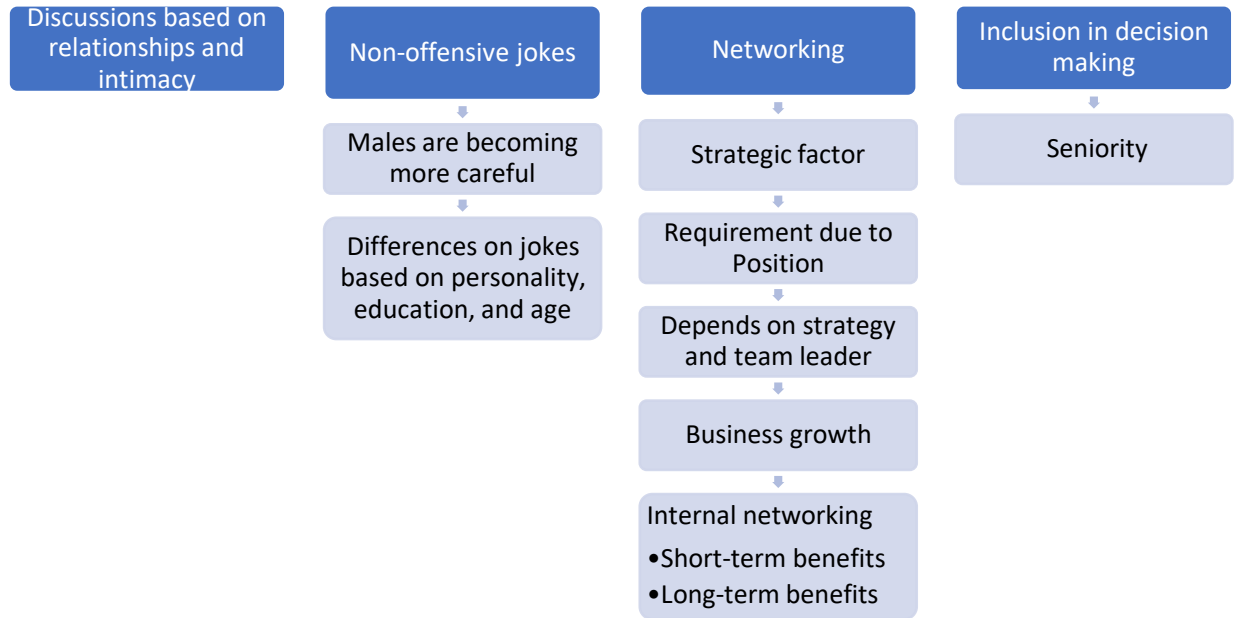 Discussions based on
relationships and
intimacy
Non-offensive jokes
Males are becoming
more careful
Differences on jokes
based on personality,
education, and age
Networking
Strategic factor
Requirement due to
Position
Depends on strategy
and team leader
Business growth
Internal networking
•Short-term benefits
•Long-term benefits
Inclusion in decision
making
Seniority